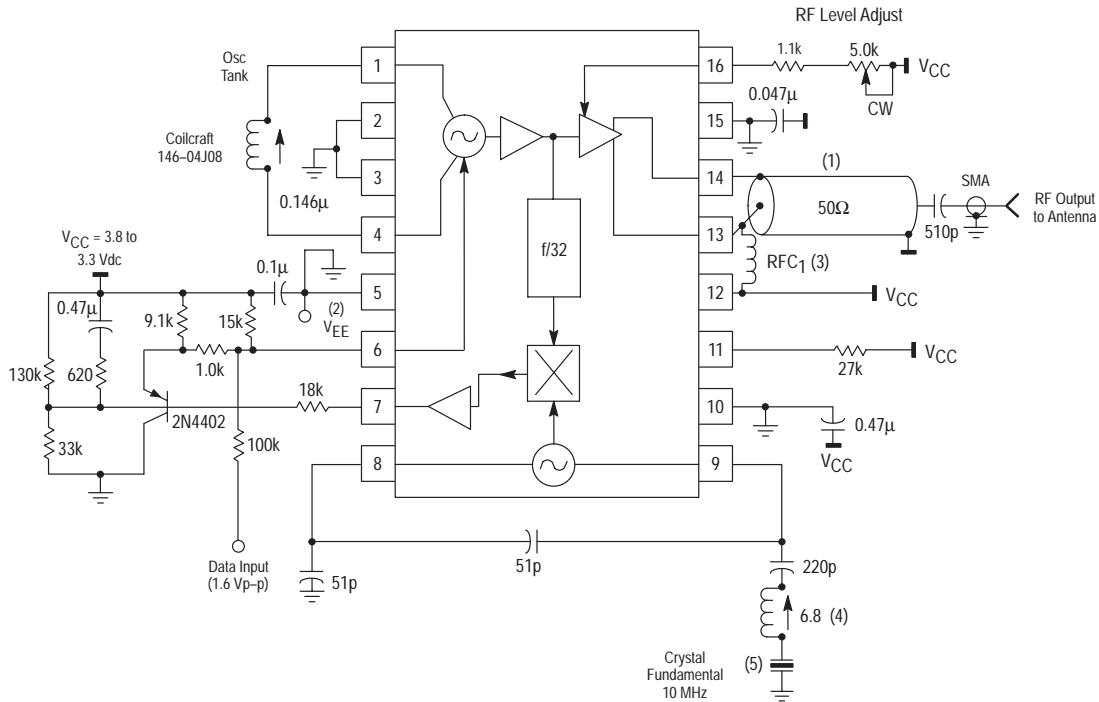 RF Level Adjust
Osc
Tank
1
16
1.1k
5.0k
VCC
CW
2
15
0.047µ
Coilcraft
146–04J08
3
0.146µ
14
(1)
50Ω
SMA
RF Output
to Antenna
510p
4
13
f/32
RFC1 (3)
VCC = 3.8 to
3.3 Vdc
0.1µ
5
(2)
VEE
12
VCC
0.47µ
9.1k
15k
6
11
27k
VCC
130k
620
1.0k
18k
7
10
0.47µ
VCC
2N4402
33k
100k
8
9
Data Input
(1.6 Vp–p)
51p
51p
220p
6.8 (4)
(5)
Crystal
Fundamental
10 MHz